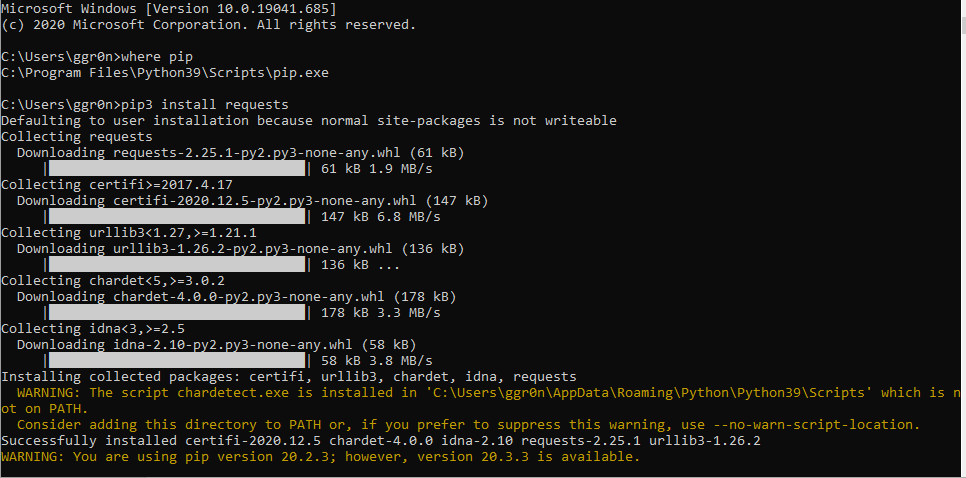 Microsoft Windows [Version 10.0.19041.685]
(c) 2020 Microsoft Corporation. All rights reserved.
C:\Users\ggr0n>where pip
C:\Program Files\Python39\Scripts\pip.exe
C:\Users\ggr0n>pip3 install requests
Defaulting to user installation because normal site-packages is not writeable
Collecting requests
  Downloading requests-2.25.1-py2.py3-none-any.whl (61 kB)
     |████████████████████████████████| 61 kB 1.9 MB/s
Collecting certifi>=2017.4.17
  Downloading certifi-2020.12.5-py2.py3-none-any.whl (147 kB)
     |████████████████████████████████| 147 kB 6.8 MB/s
Collecting urllib3<1.27,>=1.21.1
  Downloading urllib3-1.26.2-py2.py3-none-any.whl (136 kB)
     |████████████████████████████████| 136 kB ...
Collecting chardet<5,>=3.0.2
  Downloading chardet-4.0.0-py2.py3-none-any.whl (178 kB)
     |████████████████████████████████| 178 kB 3.3 MB/s
Collecting idna<3,>=2.5
  Downloading idna-2.10-py2.py3-none-any.whl (58 kB)
     |████████████████████████████████| 58 kB 3.8 MB/s
Installing collected packages: certifi, urllib3, chardet, idna, requests
  WARNING: The script chardetect.exe is installed in 'C:\Users\ggr0n\AppData\Roaming\Python\Python39\Scripts' which is n
ot on PATH.
  Consider adding this directory to PATH or, if you prefer to suppress this warning, use --no-warn-script-location.
Successfully installed certifi-2020.12.5 chardet-4.0.0 idna-2.10 requests-2.25.1 urllib3-1.26.2
WARNING: You are using pip version 20.2.3; however, version 20.3.3 is available.